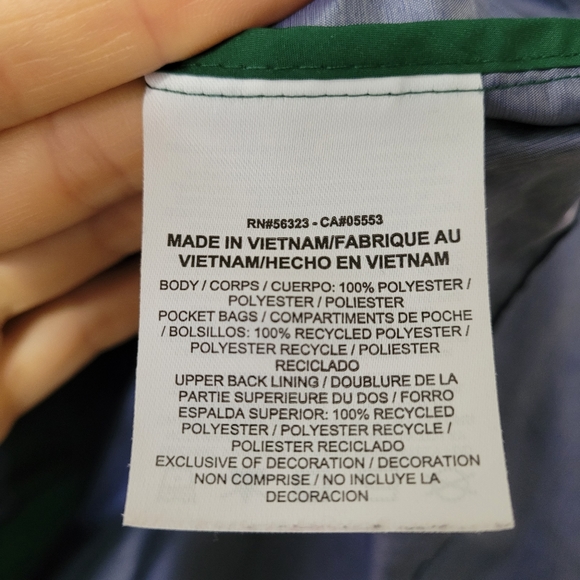 RN#56323 - CA#05553
MADE IN VIETNAM/FABRIQUE AU
VIETNAM/HECHO EN VIETNAM
BODY / CORPS / CUERPO: 100% POLYESTER /
POLYESTER / POLIESTER
POCKET BAGS / COMPARTIMENTS DE POCHE
/ BOLSILLOS: 100% RECYCLED POLYESTER /
POLYESTER RECYCLE / POLIESTER
RECICLADO
UPPER BACK LINING / DOUBLURE DE LA
PARTIE SUPERIEURE DU DOS / FORRO
ESPALDA SUPERIOR: 100% RECYCLED
POLYESTER / POLYESTER RECYCLE /
POLIESTER RECICLADO
EXCLUSIVE OF DECORATION / DECORATION
NON COMPRISE / NO INCLUYE LA
DECORACION